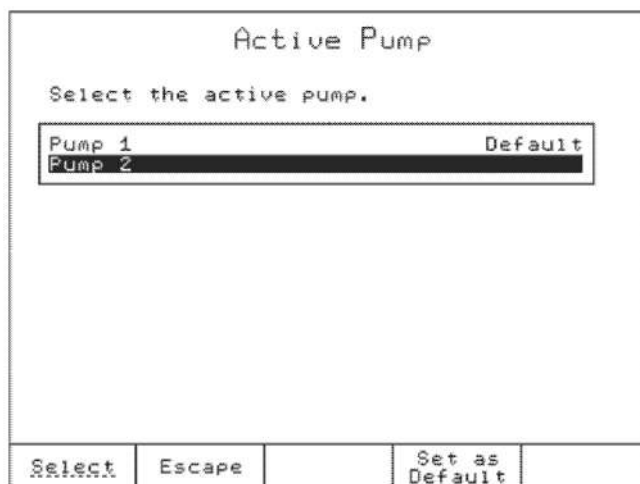 Active Pump
Select the active pump.
Pump 1 Default
Pump 2
Select Escape Set as Default